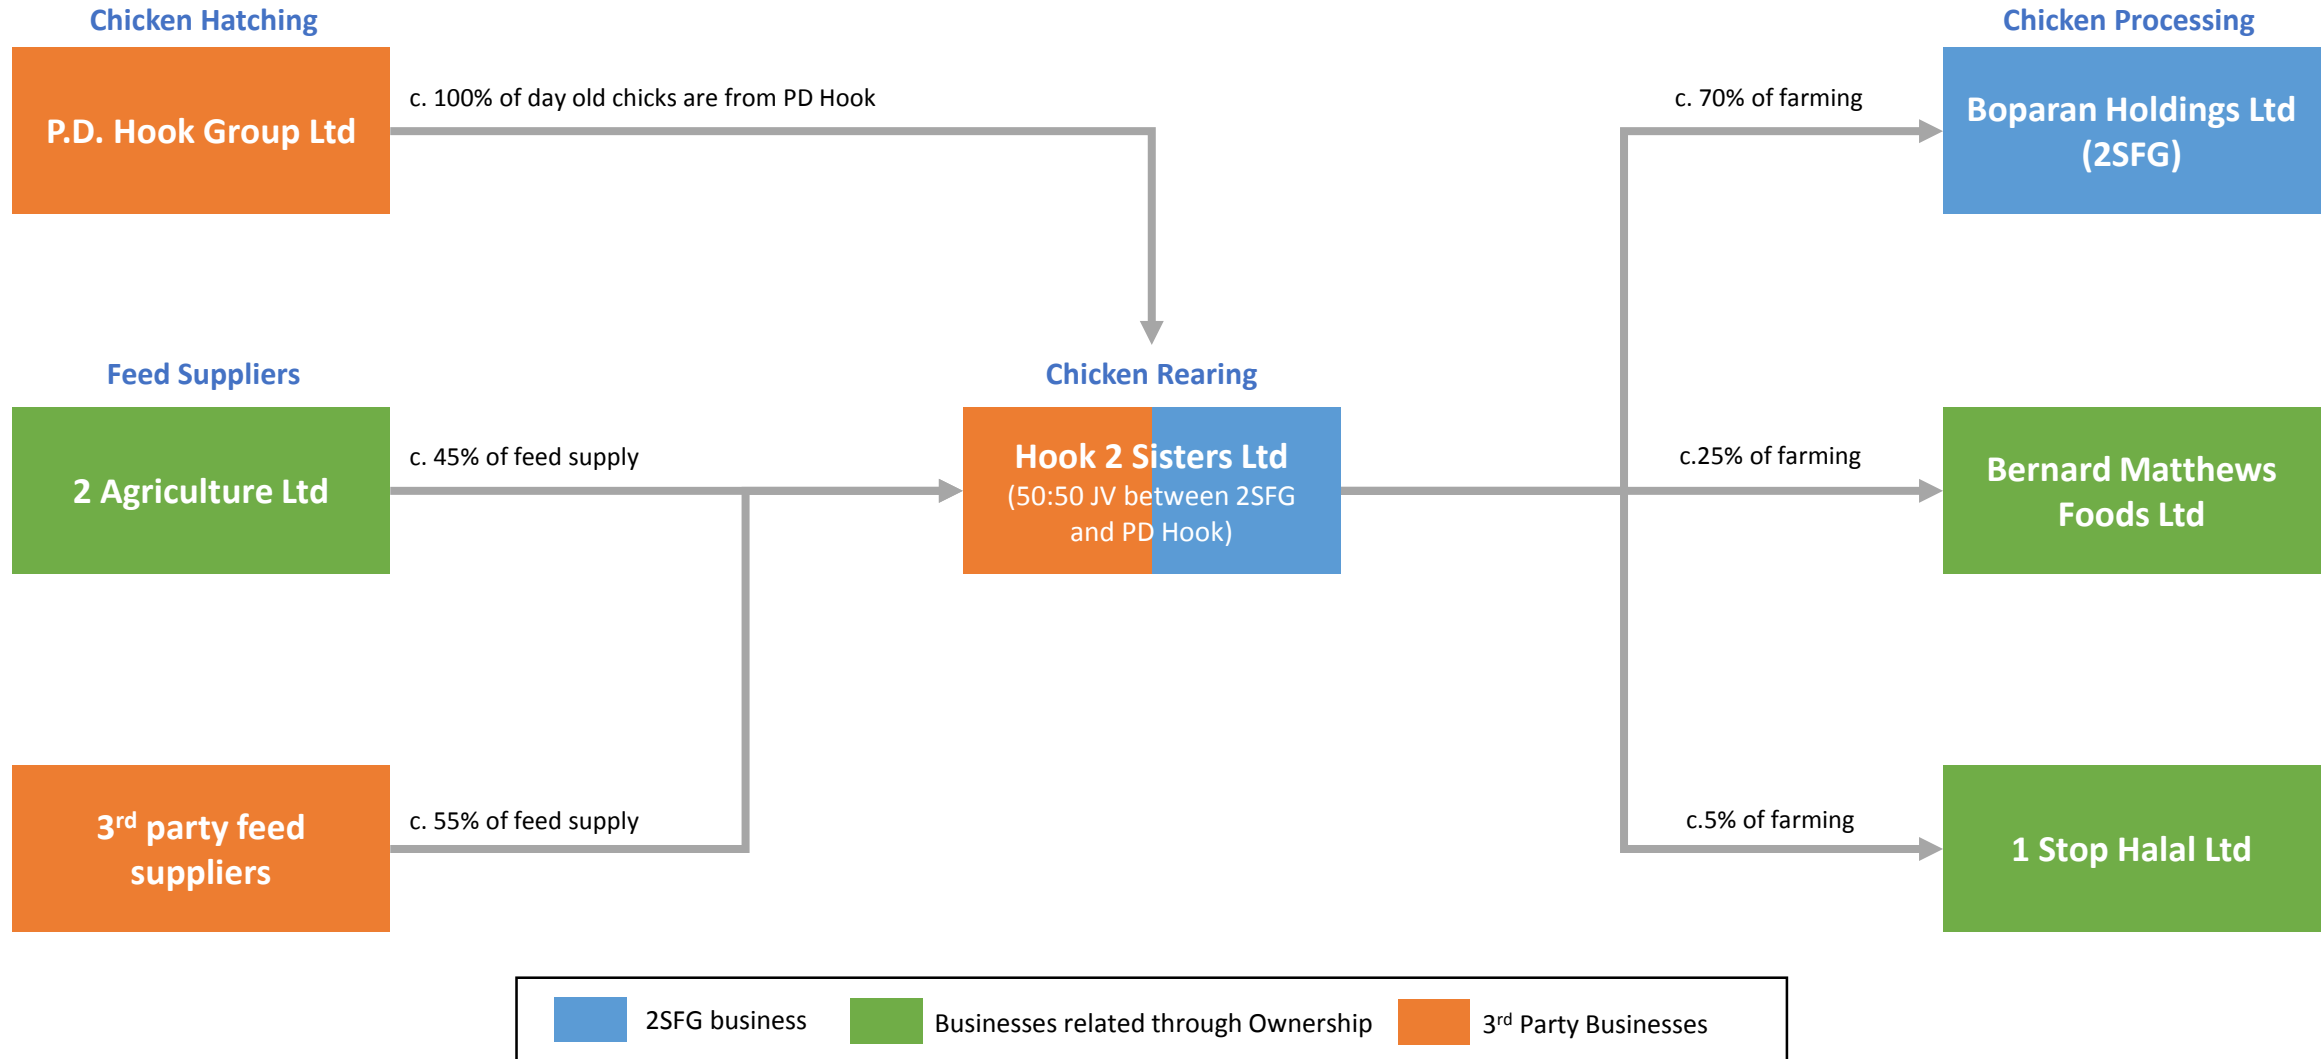 Chicken Hatching
P.D. Hook Group Ltd
c. 100% of day old chicks are from PD Hook
Chicken Processing
c. 70% of farming
Boparan Holdings Ltd
(2SFG)
Feed Suppliers
2 Agriculture Ltd
c. 45% of feed supply
Chicken Rearing
Hook 2 Sisters Ltd
(50:50 JV between 2SFG
and PD Hook)
c.25% of farming
Bernard Matthews
Foods Ltd
3rd party feed
suppliers
c. 55% of feed supply
c.5% of farming
1 Stop Halal Ltd
2SFG business
Businesses related through Ownership
3rd Party Businesses